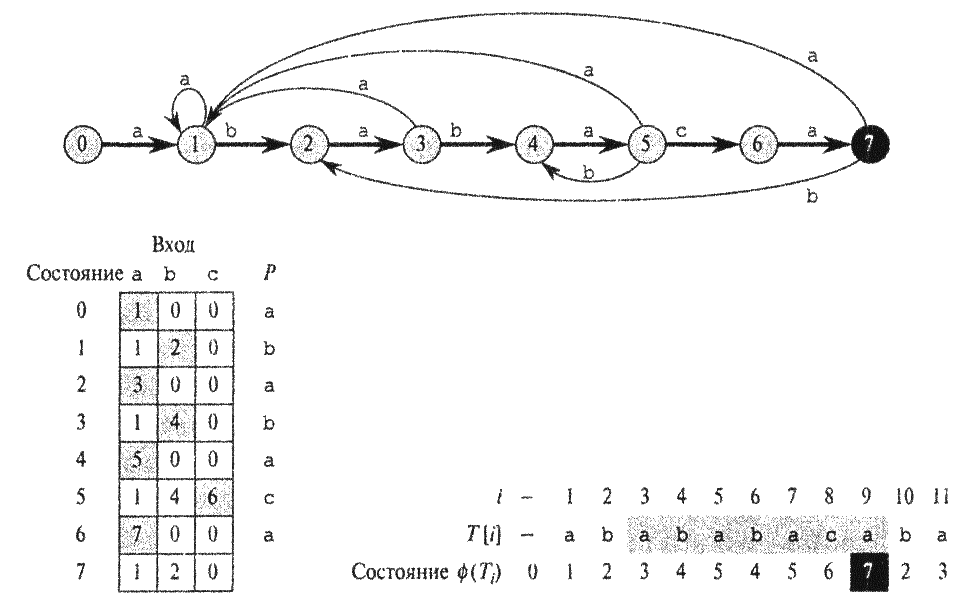 a
a
a
a
a b a b a c a
0 1 2 3 4 5 6 7
b
b
Вход
Состояние a b c P
0 1 0 0 a
1 1 2 0 b
2 3 0 0 a
3 1 4 0 b
4 5 0 0 a
5 1 4 6 c
6 7 0 0 a
7 1 2 0
i – 1 2 3 4 5 6 7 8 9 10 11
T[i] – a b a b a b a c a b a
Состояние ϕ(Tᵢ) 0 1 2 3 4 5 4 5 6 7 2 3